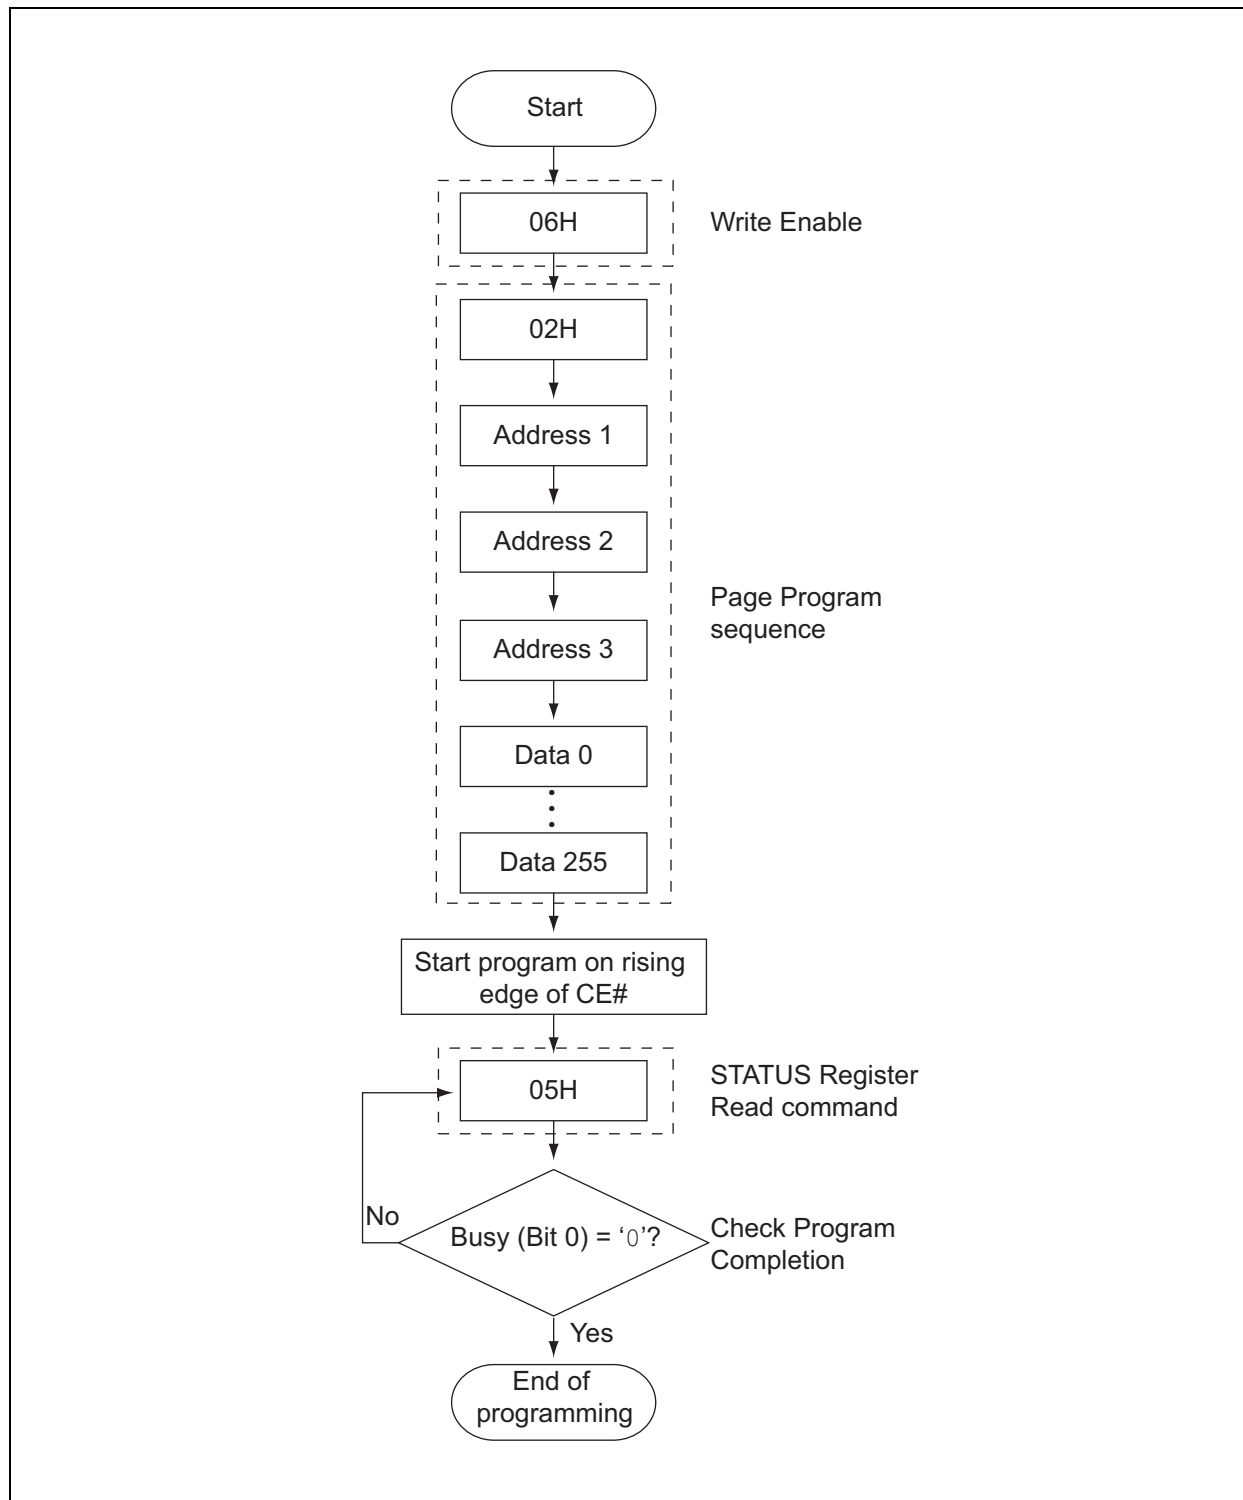 Start
06H
Write Enable
02H
Address 1
Address 2
Address 3
Page Program
sequence
Data 0
Data 255
Start program on rising
edge of CE#
05H
STATUS Register
Read command
No
Busy (Bit 0) = ‘0’?
Check Program
Completion
Yes
End of
programming